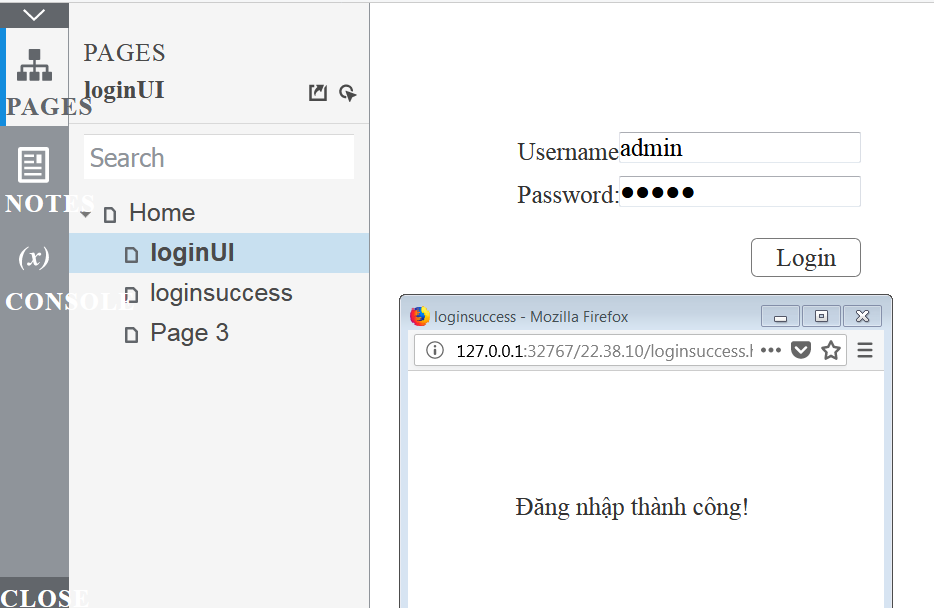 PAGES
NOTES
(x)
CONSOLE
CLOSE
PAGES
loginUI
Search
Home
loginUI
loginsuccess
Page 3
Username
admin
Password:
●●●●●
Login
loginsuccess - Mozilla Firefox
127.0.0.1:32767/22.38.10/loginsuccess.h
Đăng nhập thành công!